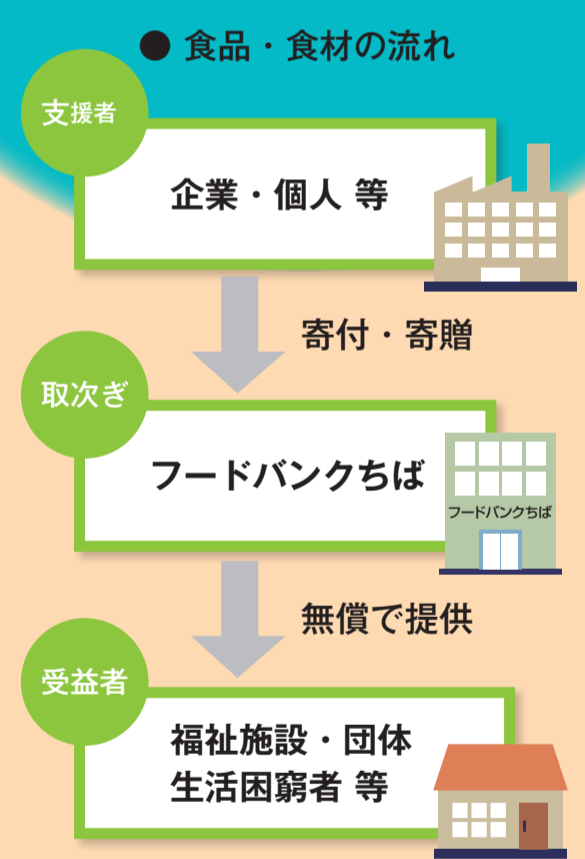 ● 食品・食材の流れ
支援者
企業・個人 等
寄付・寄贈
取次ぎ
フードバンクちば
フードバンクちば
無償で提供
受益者
福祉施設・団体
生活困窮者 等